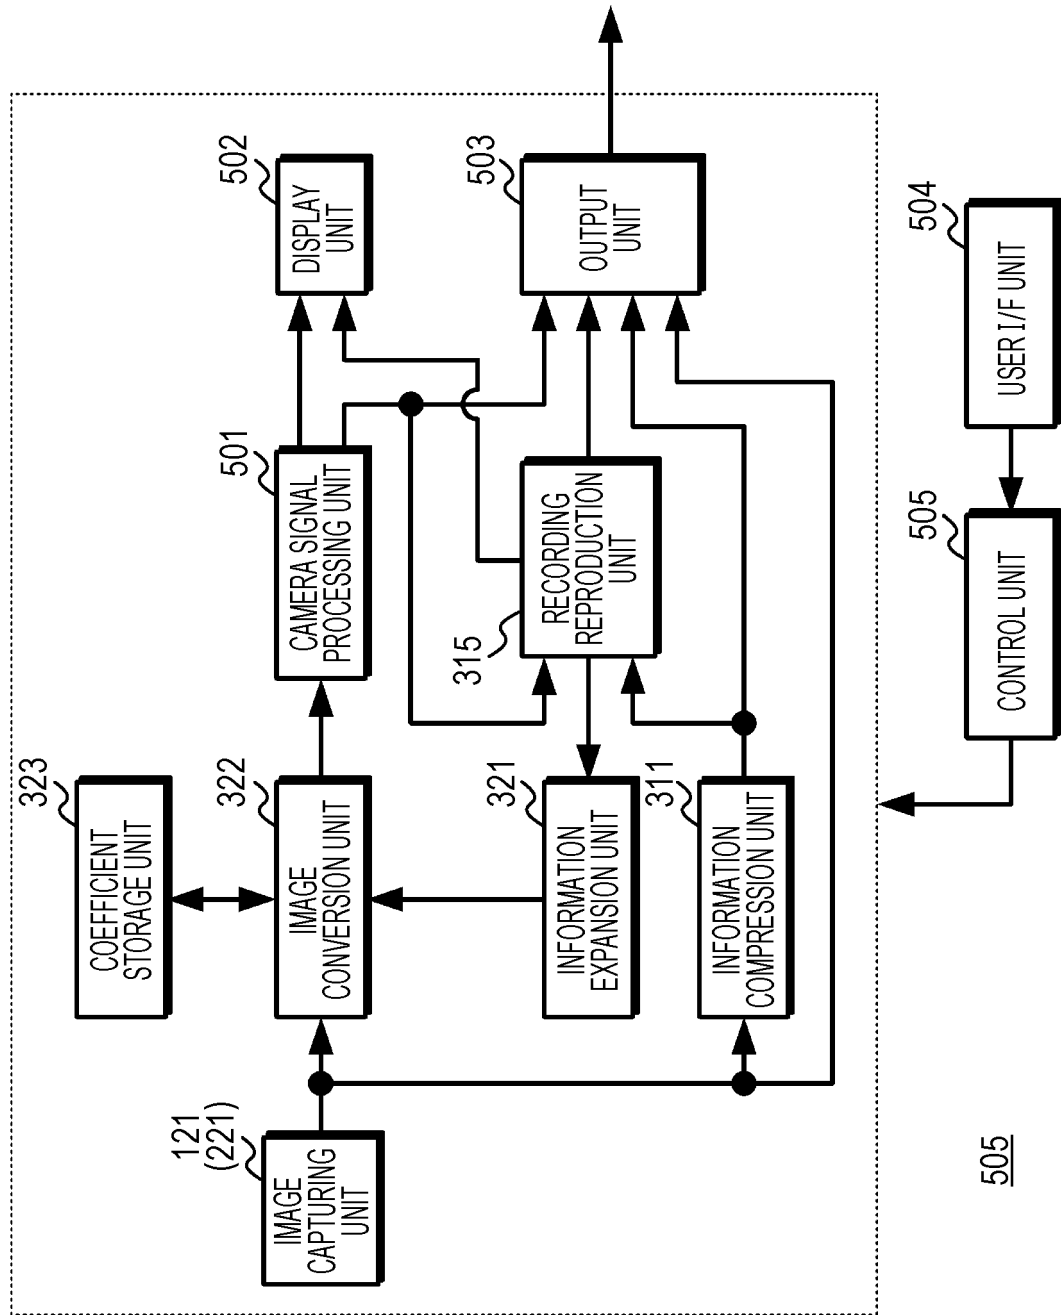 121
(221)
IMAGE
CAPTURING
UNIT
323
COEFFICIENT
STORAGE UNIT
322
IMAGE
CONVERSION UNIT
321
INFORMATION
EXPANSION UNIT
311
INFORMATION
COMPRESSION UNIT
501
CAMERA SIGNAL
PROCESSING UNIT
315
RECORDING
REPRODUCTION
UNIT
502
DISPLAY
UNIT
503
OUTPUT
UNIT
505
CONTROL UNIT
504
USER I/F UNIT
505